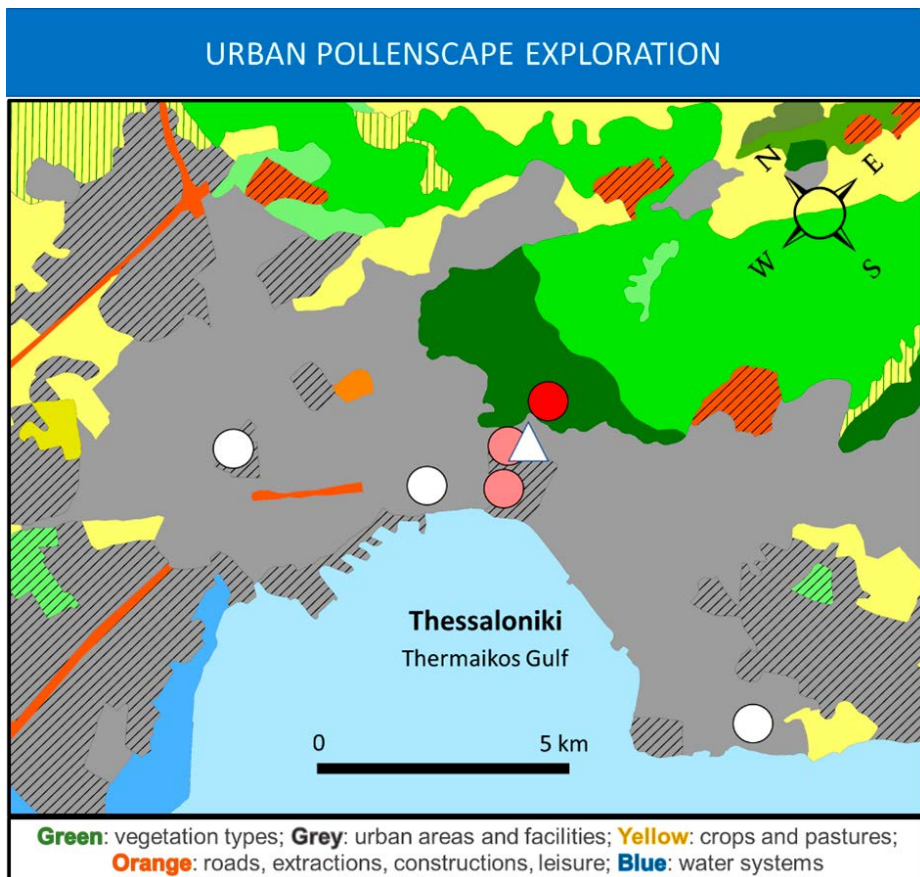 URBAN POLLENSCAPE EXPLORATION
N
E
W
S
Thessaloniki
Thermaikos Gulf
0
5 km
Green: vegetation types; Grey: urban areas and facilities; Yellow: crops and pastures;
Orange: roads, extractions, constructions, leisure; Blue: water systems